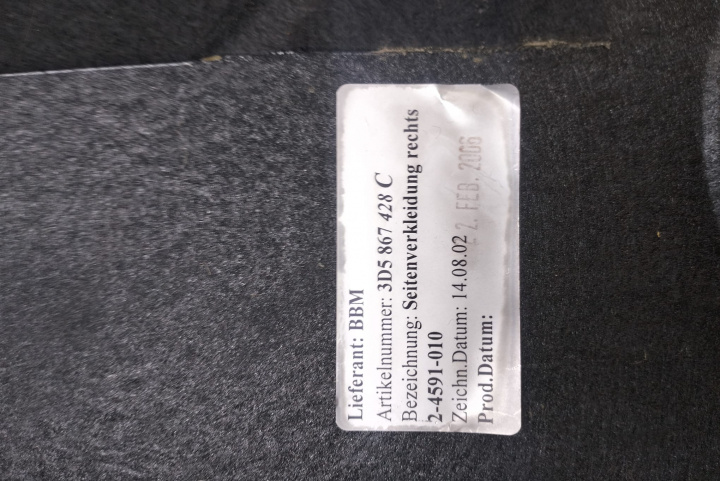 Lieferant: BBM
Artikelnummer: 3D5 867 428 C
Bezeichnung: Seitenverkleidung rechts
2-4591-010
Zeichn.Datum: 14.08.02
Prod.Datum:
- 2. FEB. 2006